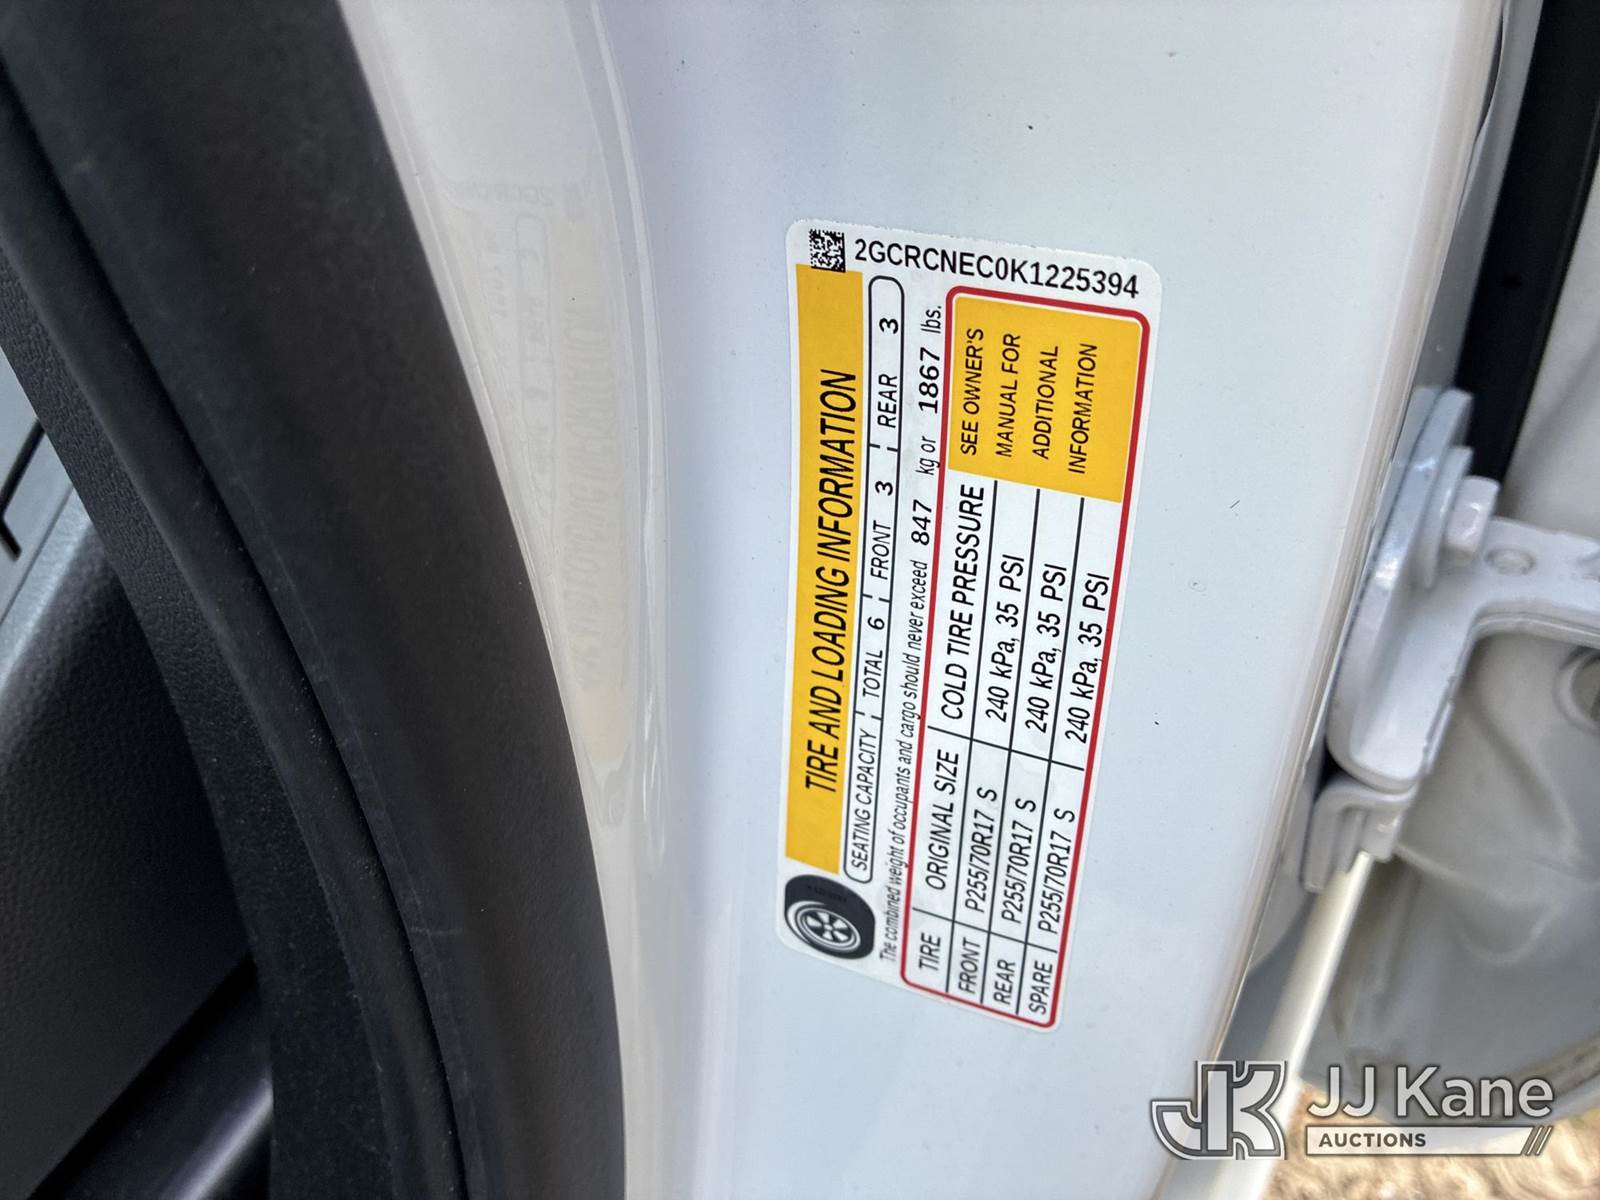 2GCRCNEC0K1225394
TIRE AND LOADING INFORMATION
SEATING CAPACITY TOTAL 6 FRONT 3 REAR 3
The combined weight of occupants and cargo should never exceed 847 kg or 1867 lbs.
TIRE ORIGINAL SIZE COLD TIRE PRESSURE
FRONT P255/70R17 S 240 kPa, 35 PSI
REAR P255/70R17 S 240 kPa, 35 PSI
SPARE P255/70R17 S 240 kPa, 35 PSI
SEE OWNER'S
MANUAL FOR
ADDITIONAL
INFORMATION
JK JJ Kane
AUCTIONS